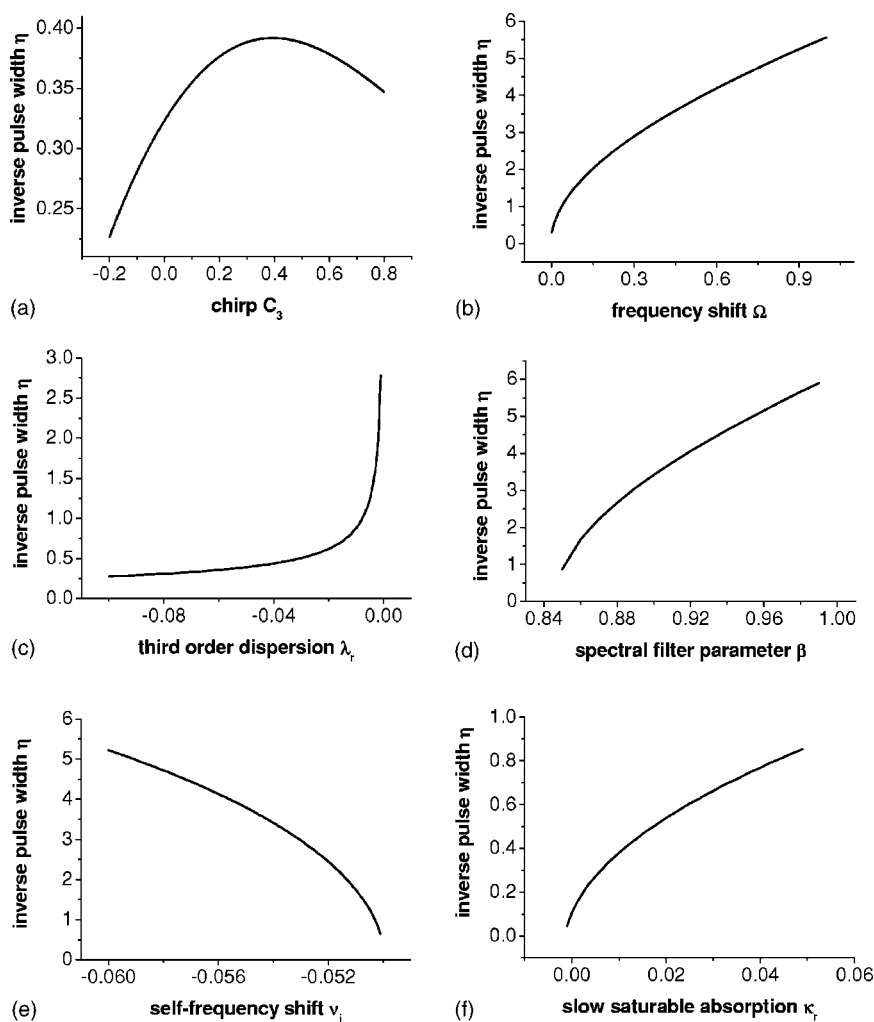 0.40
0.35
0.30
0.25
inverse pulse width η
-0.2 0.0 0.2 0.4 0.6 0.8
(a) chirp C3
6
5
4
3
2
1
0
inverse pulse width η
0.0 0.3 0.6 0.9
(b) frequency shift Ω
3.0
2.5
2.0
1.5
1.0
0.5
0.0
inverse pulse width η
-0.08 -0.04 0.00
(c) third order dispersion λr
6
5
4
3
2
1
0
inverse pulse width η
0.84 0.88 0.92 0.96 1.00
(d) spectral filter parameter β
6
5
4
3
2
1
0
inverse pulse width η
-0.060 -0.056 -0.052
(e) self-frequency shift νi
1.0
0.8
0.6
0.4
0.2
0.0
inverse pulse width η
0.00 0.02 0.04 0.06
(f) slow saturable absorption κr